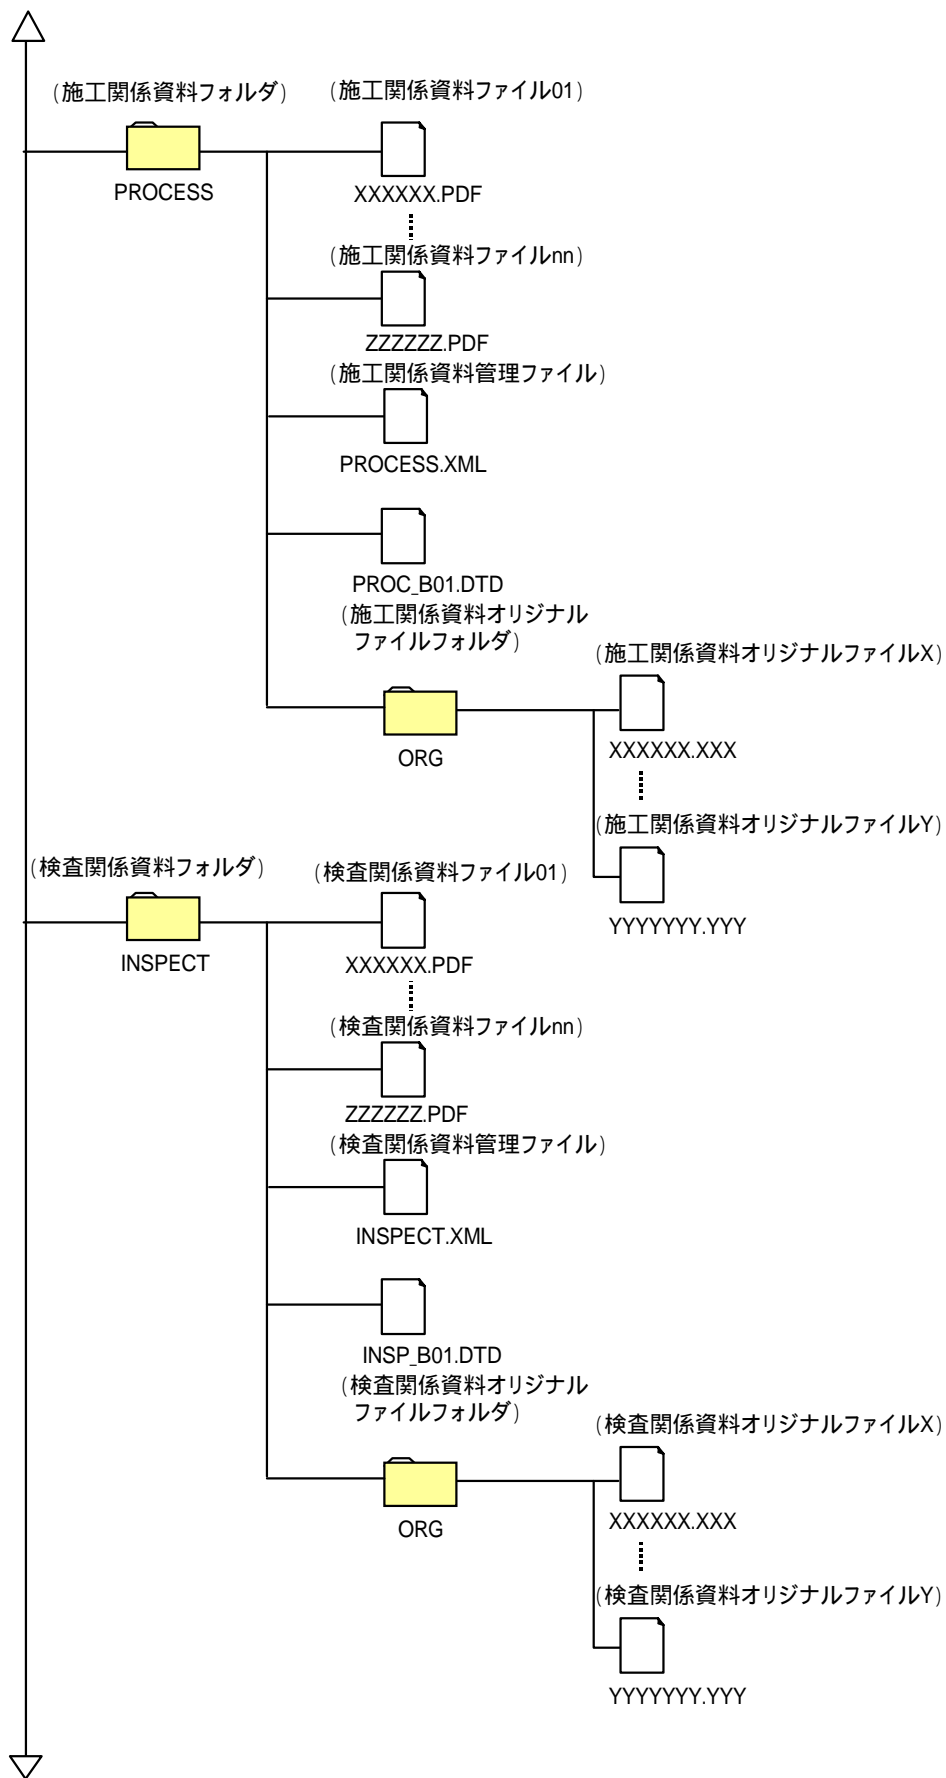 (施工関係資料フォルダ)
(施工関係資料ファイル01)
PROCESS
XXXXXX.PDF
(施工関係資料ファイルnn)
ZZZZZZ.PDF
(施工関係資料管理ファイル)
PROCESS.XML
PROC_B01.DTD
(施工関係資料オリジナル
ファイルフォルダ)
(施工関係資料オリジナルファイルX)
ORG
XXXXXX.XXX
(施工関係資料オリジナルファイルY)
YYYYYYY.YYY
(検査関係資料フォルダ)
(検査関係資料ファイル01)
INSPECT
XXXXXX.PDF
(検査関係資料ファイルnn)
ZZZZZZ.PDF
(検査関係資料管理ファイル)
INSPECT.XML
INSP_B01.DTD
(検査関係資料オリジナル
ファイルフォルダ)
(検査関係資料オリジナルファイルX)
ORG
XXXXXX.XXX
(検査関係資料オリジナルファイルY)
YYYYYYY.YYY